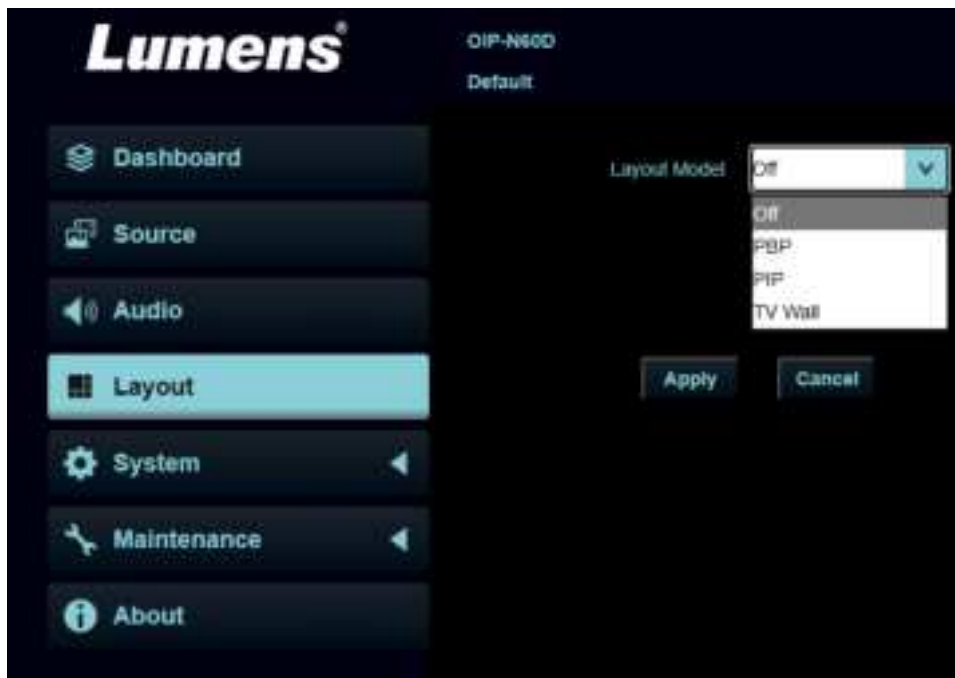 Lumens®
OIP-N60D
Default
Dashboard
Source
Audio
Layout
System
Maintenance
About
Layout Model
Off
Off
PBP
PIP
TV Wall
Apply
Cancel